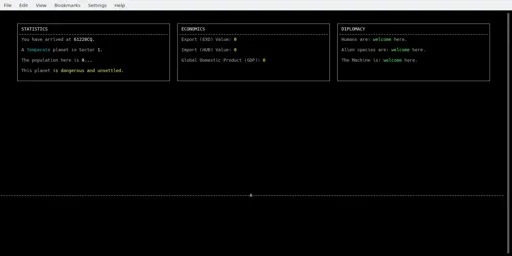 File Edit View Bookmarks Settings Help
STATISTICS
You have arrived at 61228CQ.
A Temperate planet in Sector 1.
The population here is 0...
This planet is dangerous and unsettled.
ECONOMICS
Export (EXD) Value: 0
Import (HUB) Value: 0
Global Domestic Product (GDP): 0
DIPLOMACY
Humans are: welcome here.
Alien species are: welcome here.
The Machine is: welcome here.